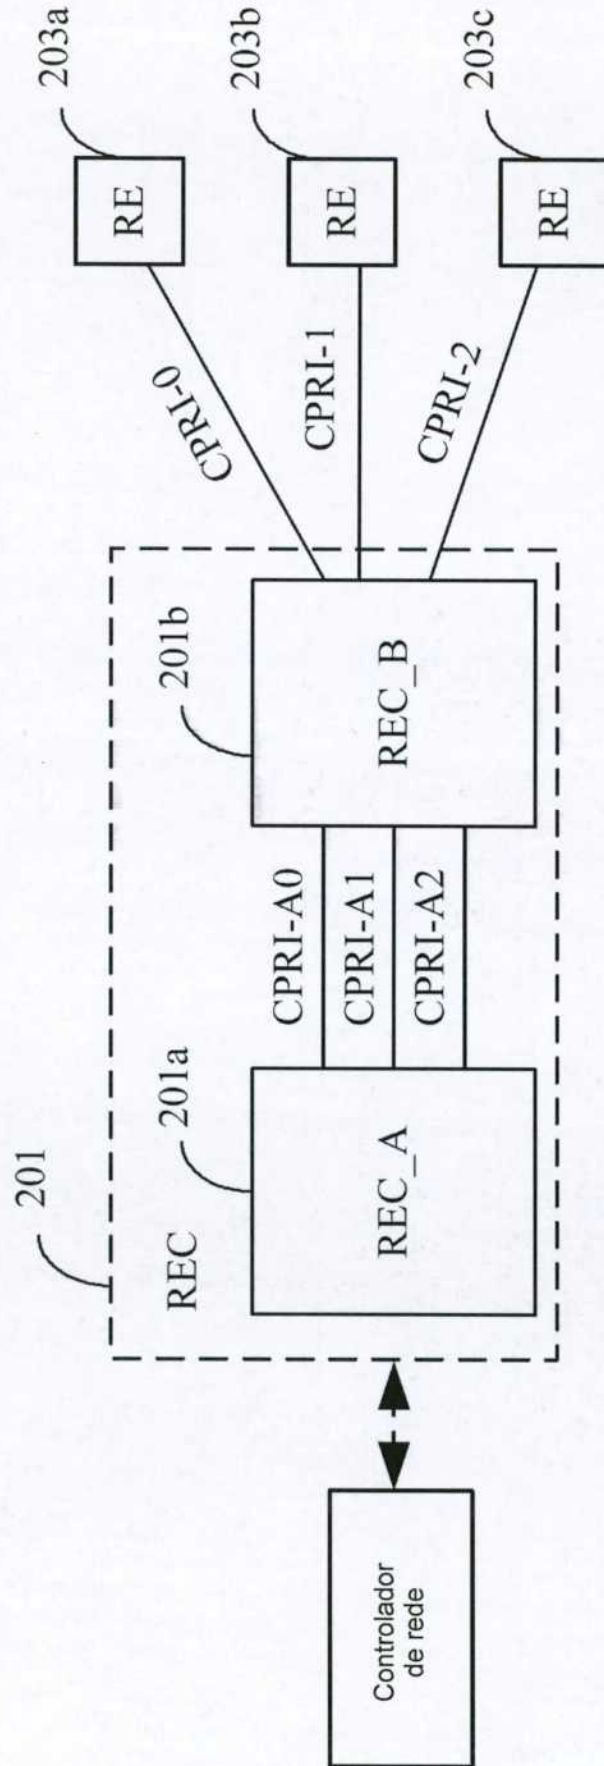 201
REC
201a
REC_A
CPRI-A0
CPRI-A1
CPRI-A2
201b
REC_B
CPRI-0
CPRI-1
CPRI-2
203a
RE
203b
RE
203c
RE
Controlador
de rede